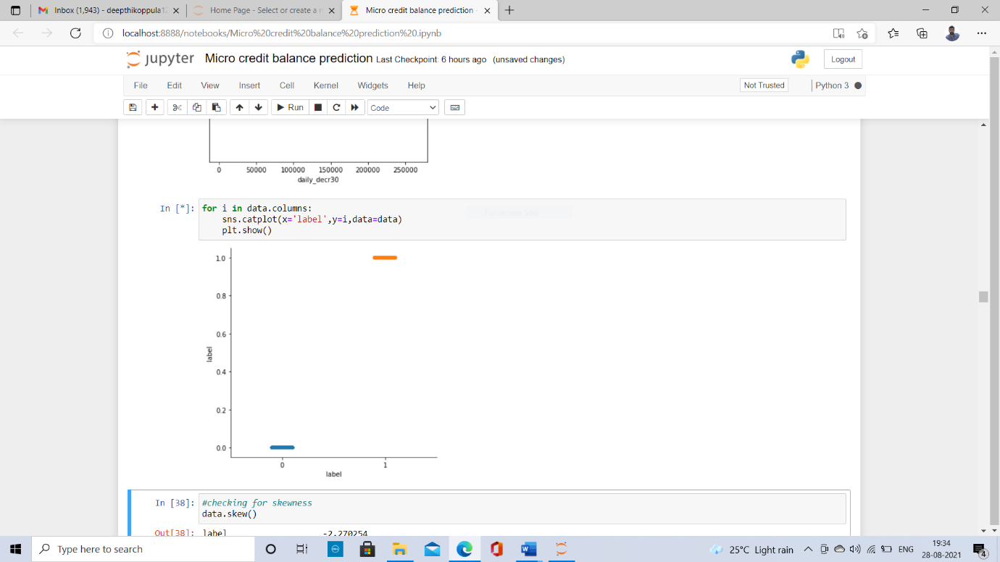 Inbox (1,943) - deepthikoppula1
Home Page - Select or create a n
Micro credit balance prediction -
localhost:8888/notebooks/Micro%20credit%20balance%20prediction%20.ipynb
jupyter Micro credit balance prediction Last Checkpoint: 6 hours ago (unsaved changes)
Logout
File Edit View Insert Cell Kernel Widgets Help
Not Trusted
Python 3
Run
Code
0 50000 100000 150000 200000 250000
daily_decr30
In [*]: for i in data.columns:
sns.catplot(x='label',y=i,data=data)
plt.show()
1.0
0.8
0.6
label
0.4
0.2
0.0
0 1
label
In [38]: #checking for skewness
data.skew()
Out[38]: label -2.270254
Type here to search
25°C Light rain
ENG
19:34
28-08-2021
4